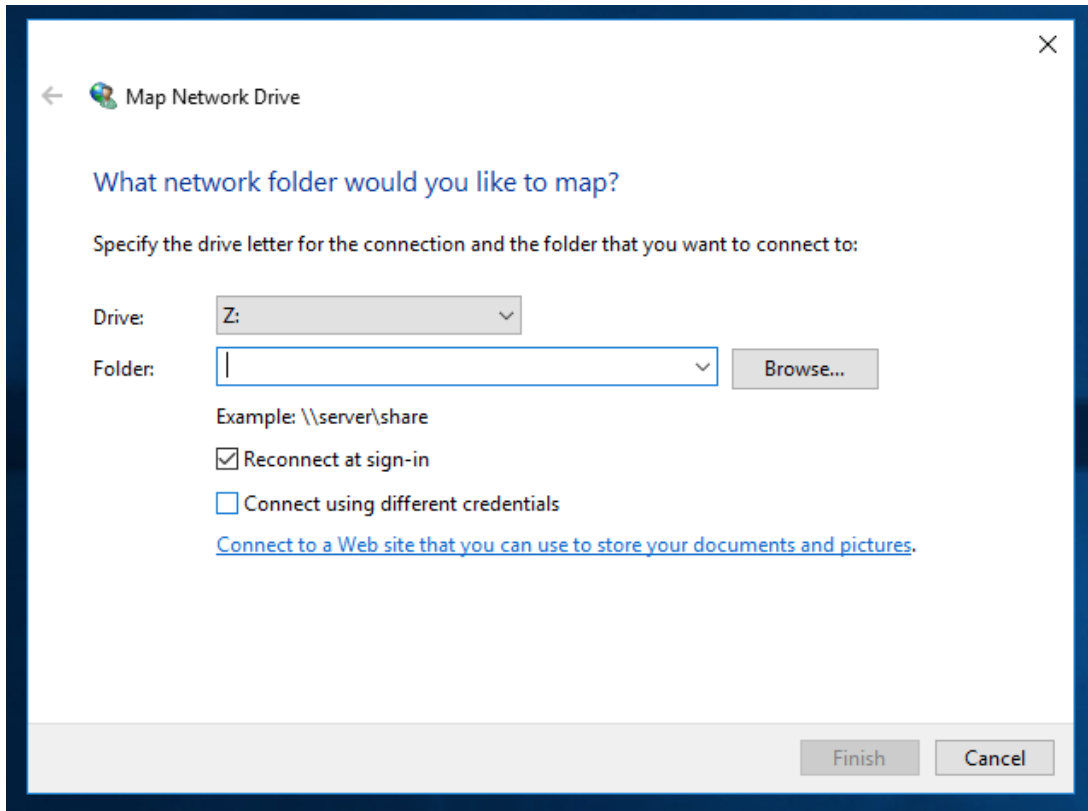 Map Network Drive
What network folder would you like to map?
Specify the drive letter for the connection and the folder that you want to connect to:
Drive: Z:
Folder: Browse...
Example: \\server\share
Reconnect at sign-in
Connect using different credentials
Connect to a Web site that you can use to store your documents and pictures.
Finish Cancel